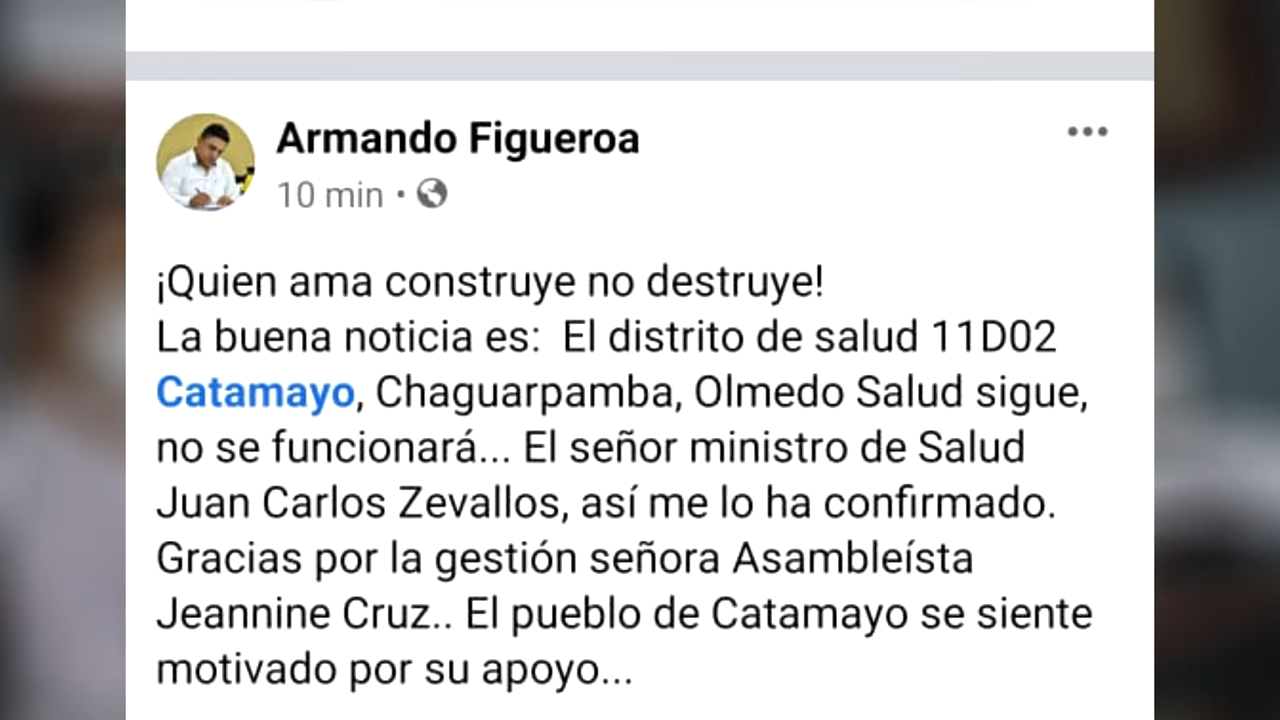 Armando Figueroa
10 min •
¡Quien ama construye no destruye!
La buena noticia es: El distrito de salud 11D02
Catamayo, Chaguarpamba, Olmedo Salud sigue,
no se funcionará... El señor ministro de Salud
Juan Carlos Zevallos, así me lo ha confirmado.
Gracias por la gestión señora Asambleísta
Jeannine Cruz.. El pueblo de Catamayo se siente
motivado por su apoyo...